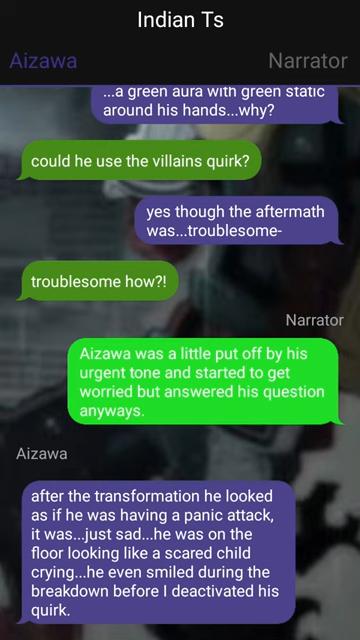 Indian Ts
Aizawa
Narrator
...a green aura with green static
around his hands...why?
could he use the villains quirk?
yes though the aftermath
was...troublesome-
troublesome how?!
Narrator
Aizawa was a little put off by his
urgent tone and started to get
worried but answered his question
anyways.
Aizawa
after the transformation he looked
as if he was having a panic attack,
it was...just sad...he was on the
floor looking like a scared child
crying...he even smiled during the
breakdown before I deactivated his
quirk.